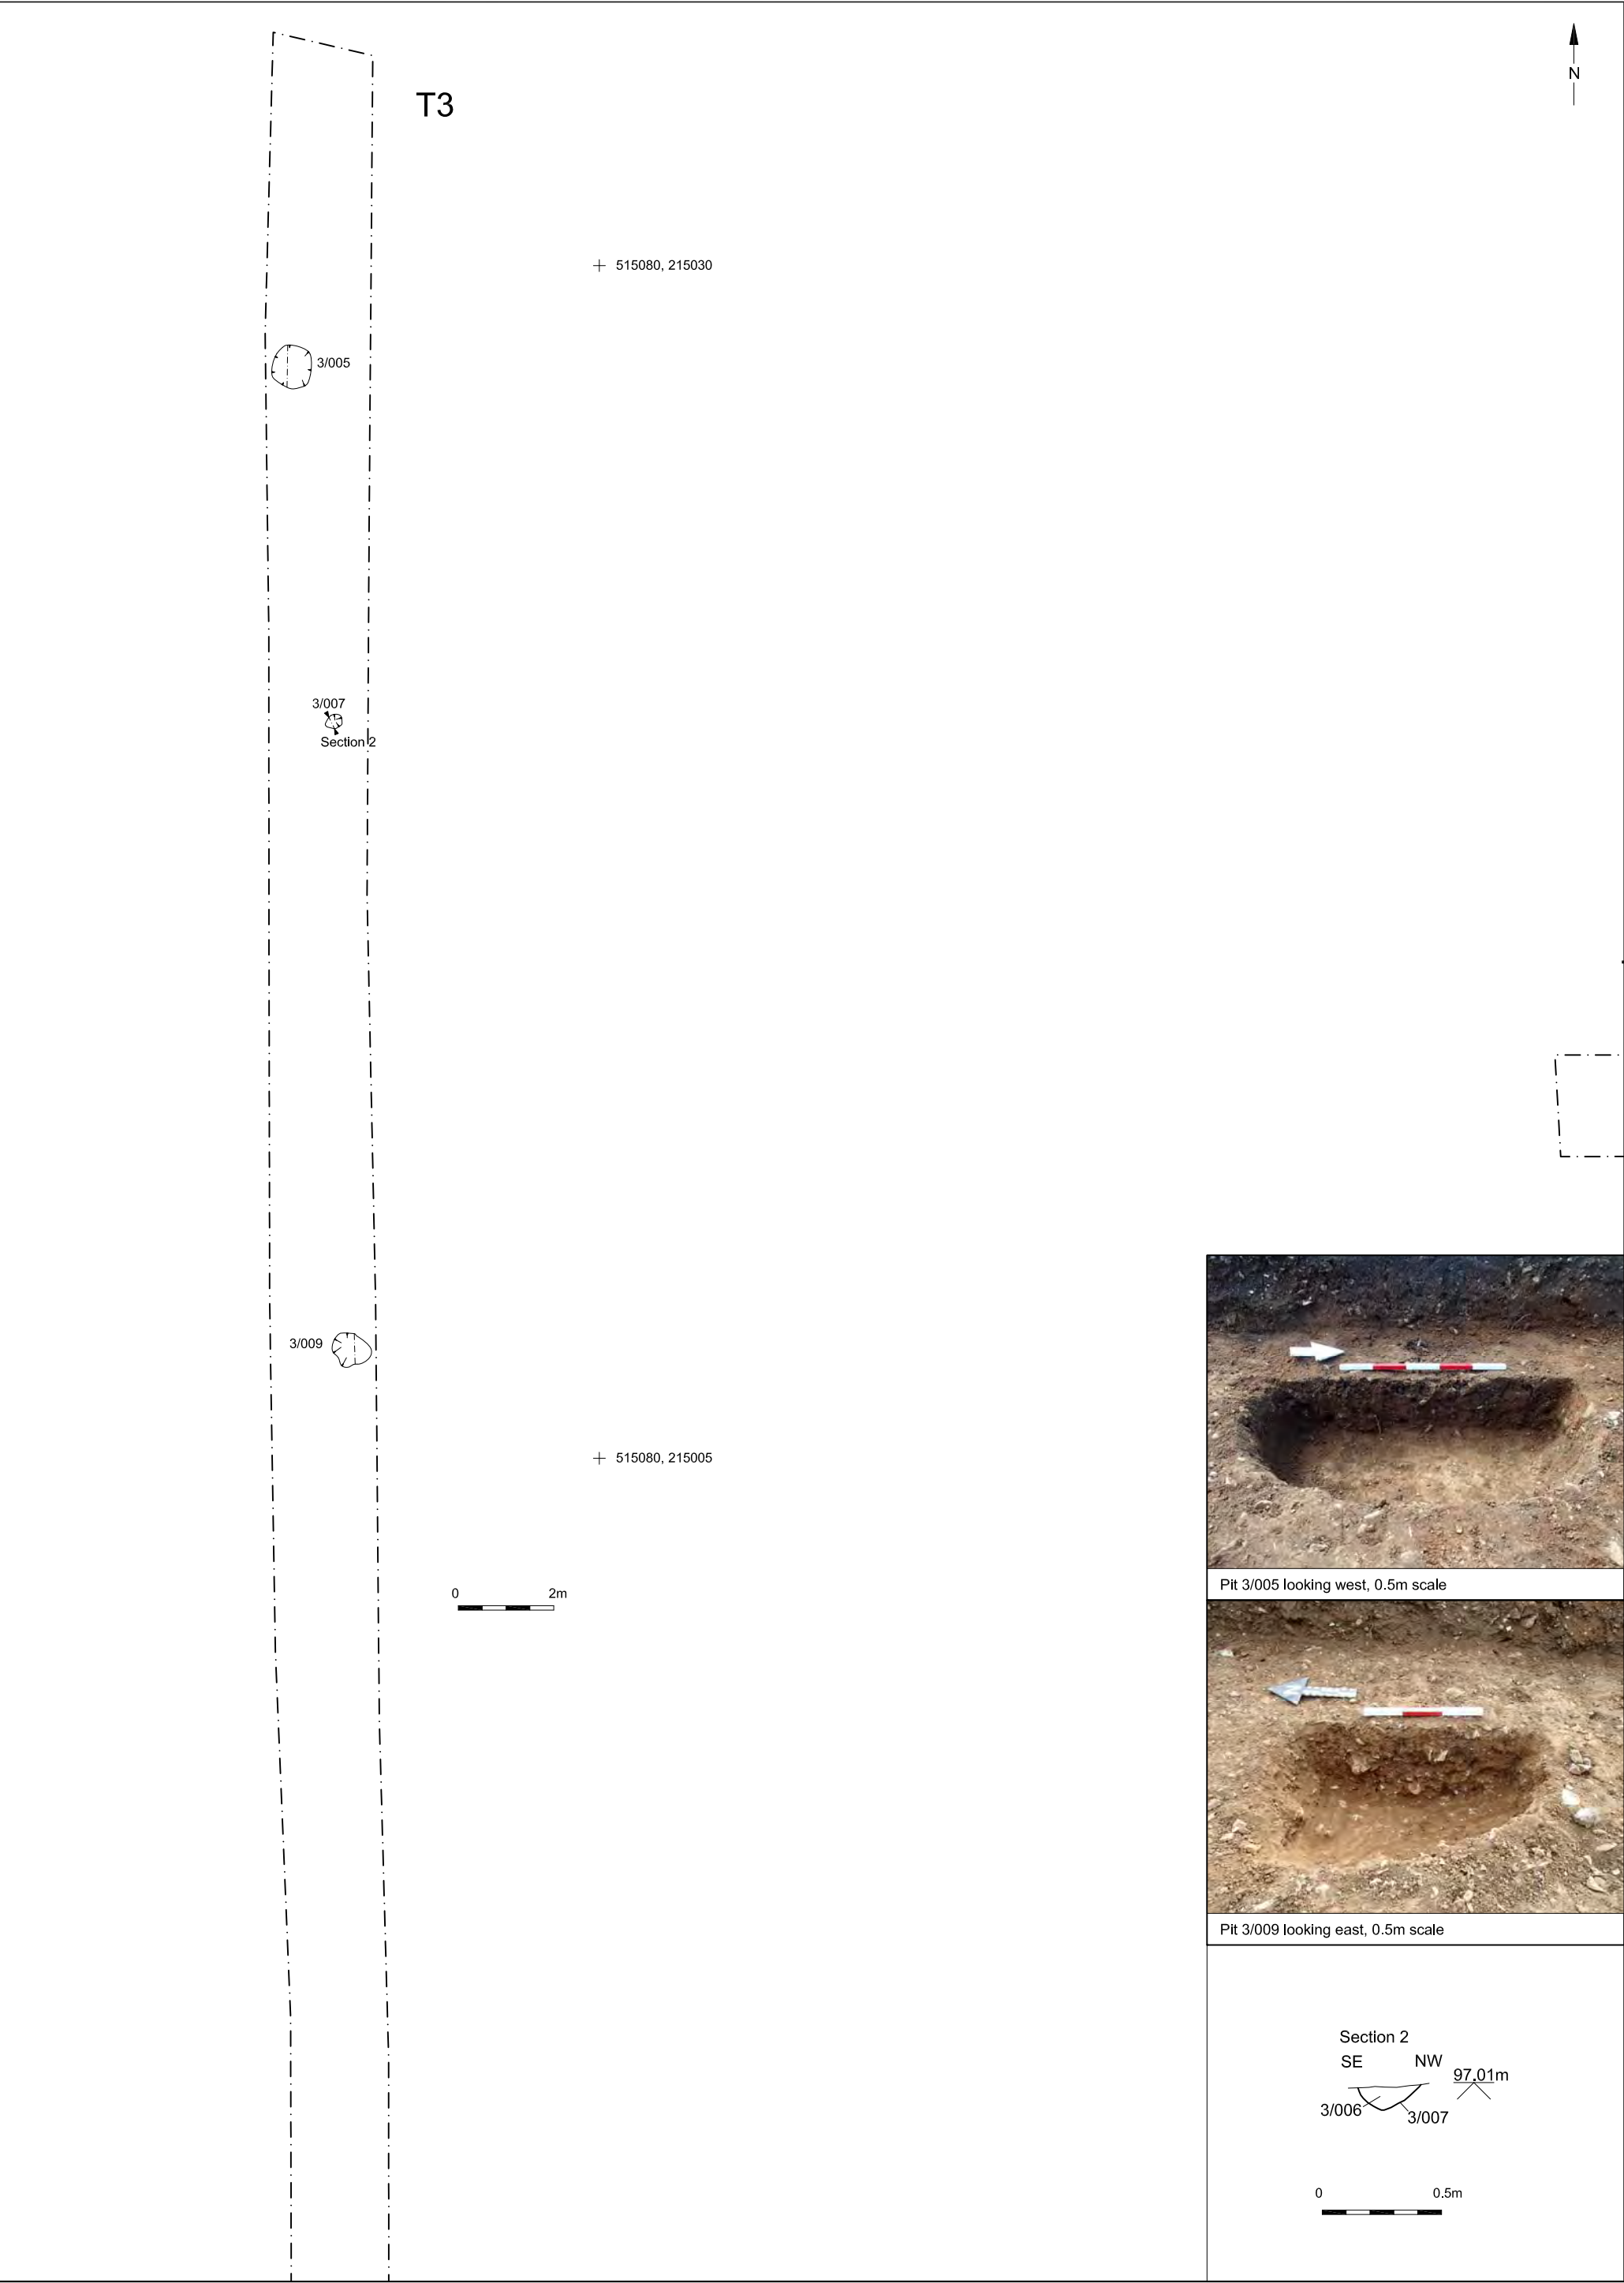 T3
N
515080, 215030
3/005
3/007
Section 2
3/009
515080, 215005
0 2m
Pit 3/005 looking west, 0.5m scale
Pit 3/009 looking east, 0.5m scale
Section 2
SE NW
97.01m
3/006
3/007
0 0.5m